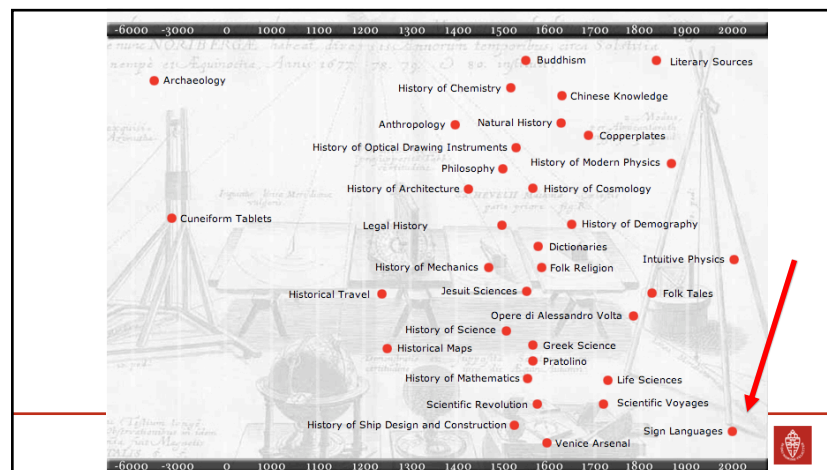 -6000 -3000 0 1000 1100 1200 1300 1400 1500 1600 1700 1800 1900 2000
Buddhism
Literary Sources
Archaeology
History of Chemistry
Chinese Knowledge
Anthropology
Natural History
Copperplates
History of Optical Drawing Instruments
Philosophy
History of Modern Physics
History of Architecture
History of Cosmology
Cuneiform Tablets
Legal History
History of Demography
Dictionaries
Intuitive Physics
History of Mechanics
Folk Religion
Historical Travel
Jesuit Sciences
Folk Tales
Opere di Alessandro Volta
History of Science
Historical Maps
Greek Science
Pratolino
History of Mathematics
Life Sciences
Scientific Revolution
Scientific Voyages
History of Ship Design and Construction
Sign Languages
Venice Arsenal
-6000 -3000 0 1000 1100 1200 1300 1400 1500 1600 1700 1800 1900 2000